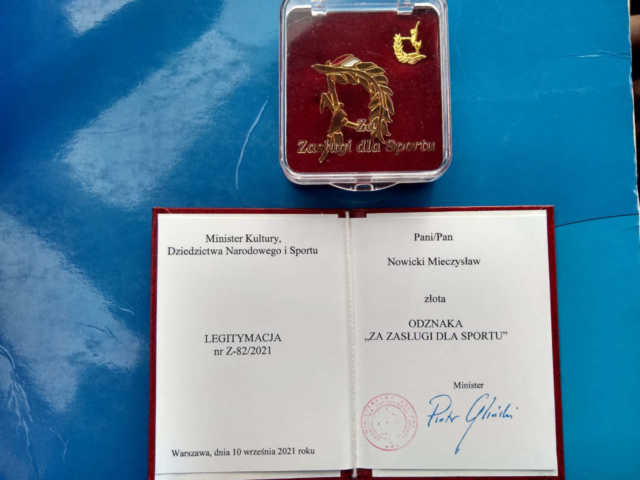 Za
Zasługi dla Sportu
Minister Kultury,
Dziedzictwa Narodowego i Sportu
LEGITYMACJA
nr Z-82/2021
Warszawa, dnia 10 września 2021 roku
Pani/Pan
Nowicki Mieczysław
złota
ODZNAKA
„ZA ZASŁUGI DLA SPORTU”
Minister
Piotr Gliński